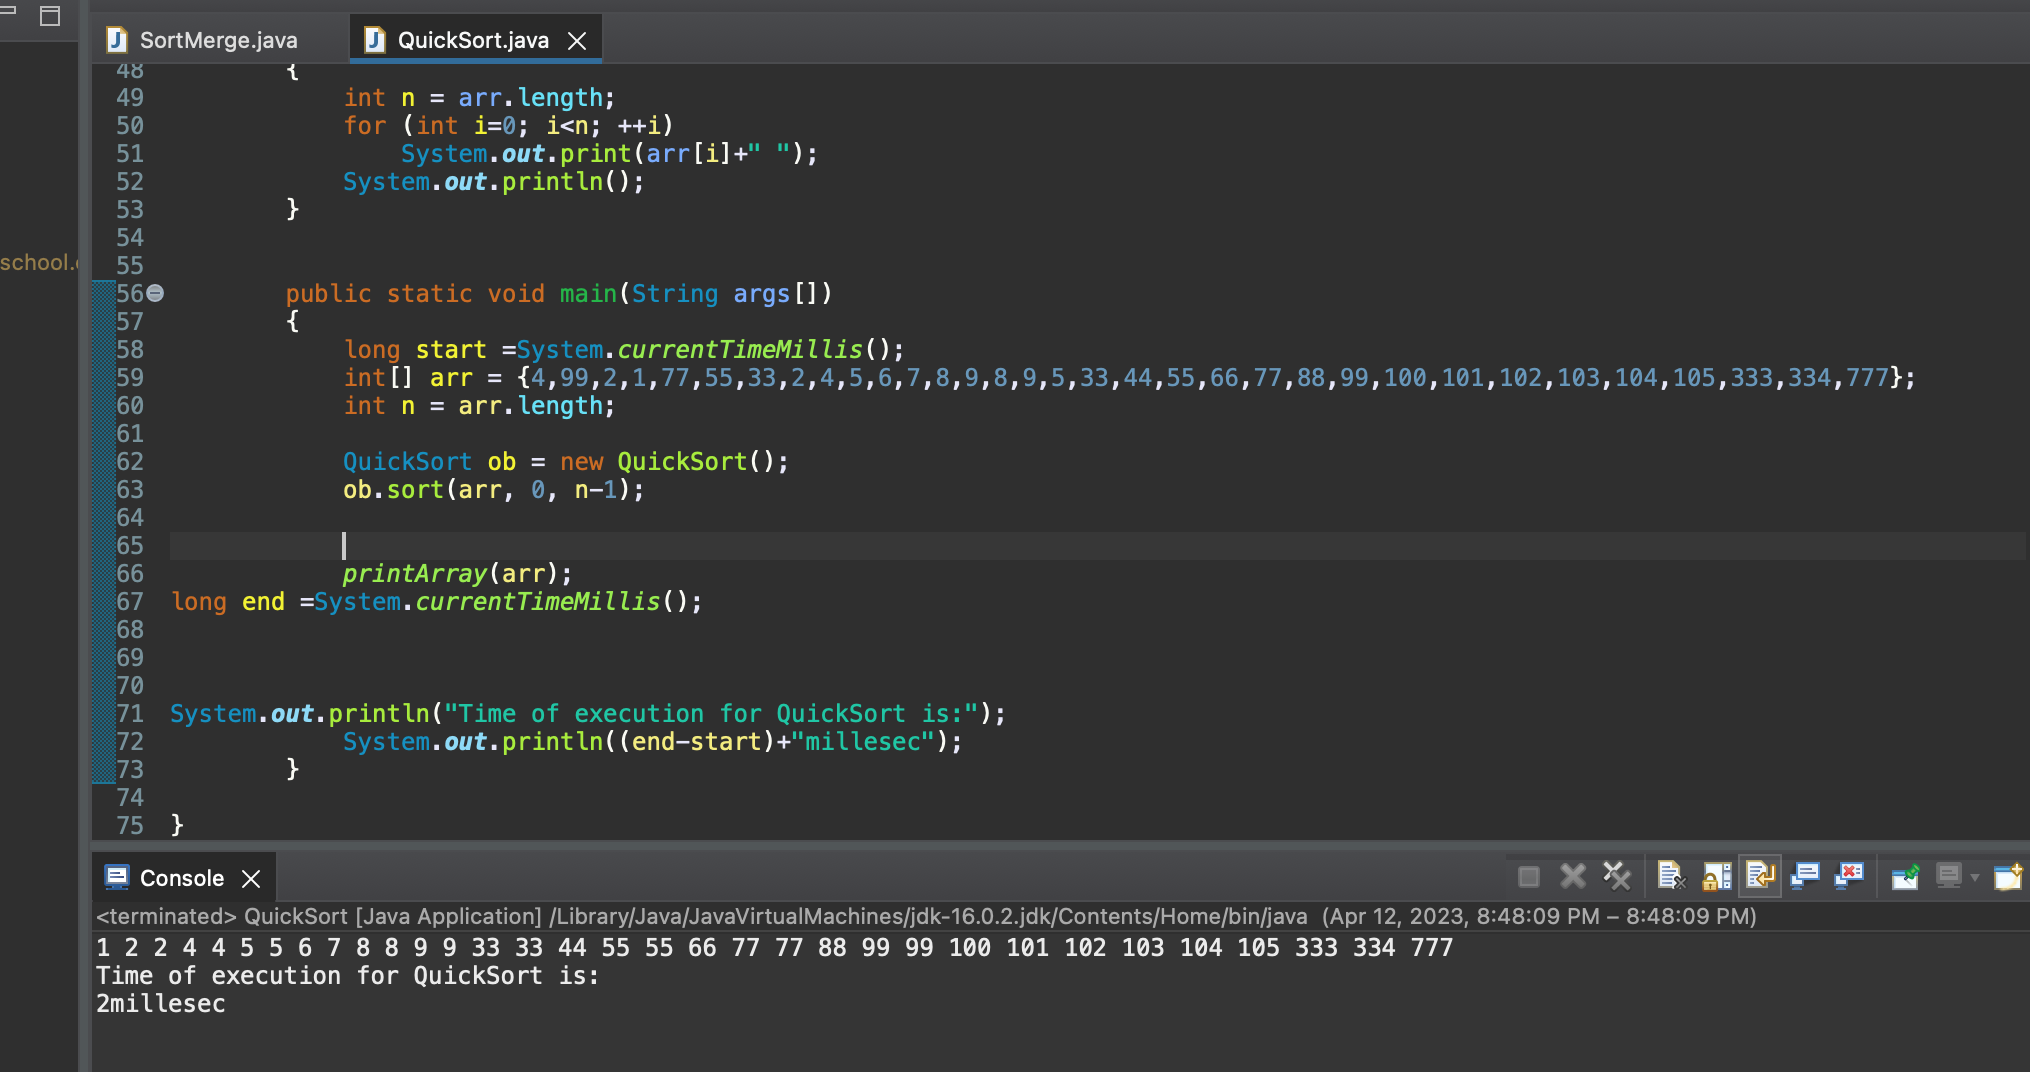 SortMerge.java
QuickSort.java
school.
48 {
49 int n = arr.length;
50 for (int i=0; i<n; ++i)
51 System.out.print(arr[i]+" ");
52 System.out.println();
53 }
54
55
56 public static void main(String args[])
57 {
58 long start =System.currentTimeMillis();
59 int[] arr = {4,99,2,1,77,55,33,2,4,5,6,7,8,9,8,9,5,33,44,55,66,77,88,99,100,101,102,103,104,105,333,334,777};
60 int n = arr.length;
61
62 QuickSort ob = new QuickSort();
63 ob.sort(arr, 0, n-1);
64
65
66 printArray(arr);
67 long end =System.currentTimeMillis();
68
69
70
71 System.out.println("Time of execution for QuickSort is:");
72 System.out.println((end-start)+"millesec");
73 }
74
75 }
Console
<terminated> QuickSort [Java Application] /Library/Java/JavaVirtualMachines/jdk-16.0.2.jdk/Contents/Home/bin/java (Apr 12, 2023, 8:48:09 PM – 8:48:09 PM)
1 2 2 4 4 5 5 6 7 8 8 9 9 33 33 44 55 55 66 77 77 88 99 99 100 101 102 103 104 105 333 334 777
Time of execution for QuickSort is:
2millesec